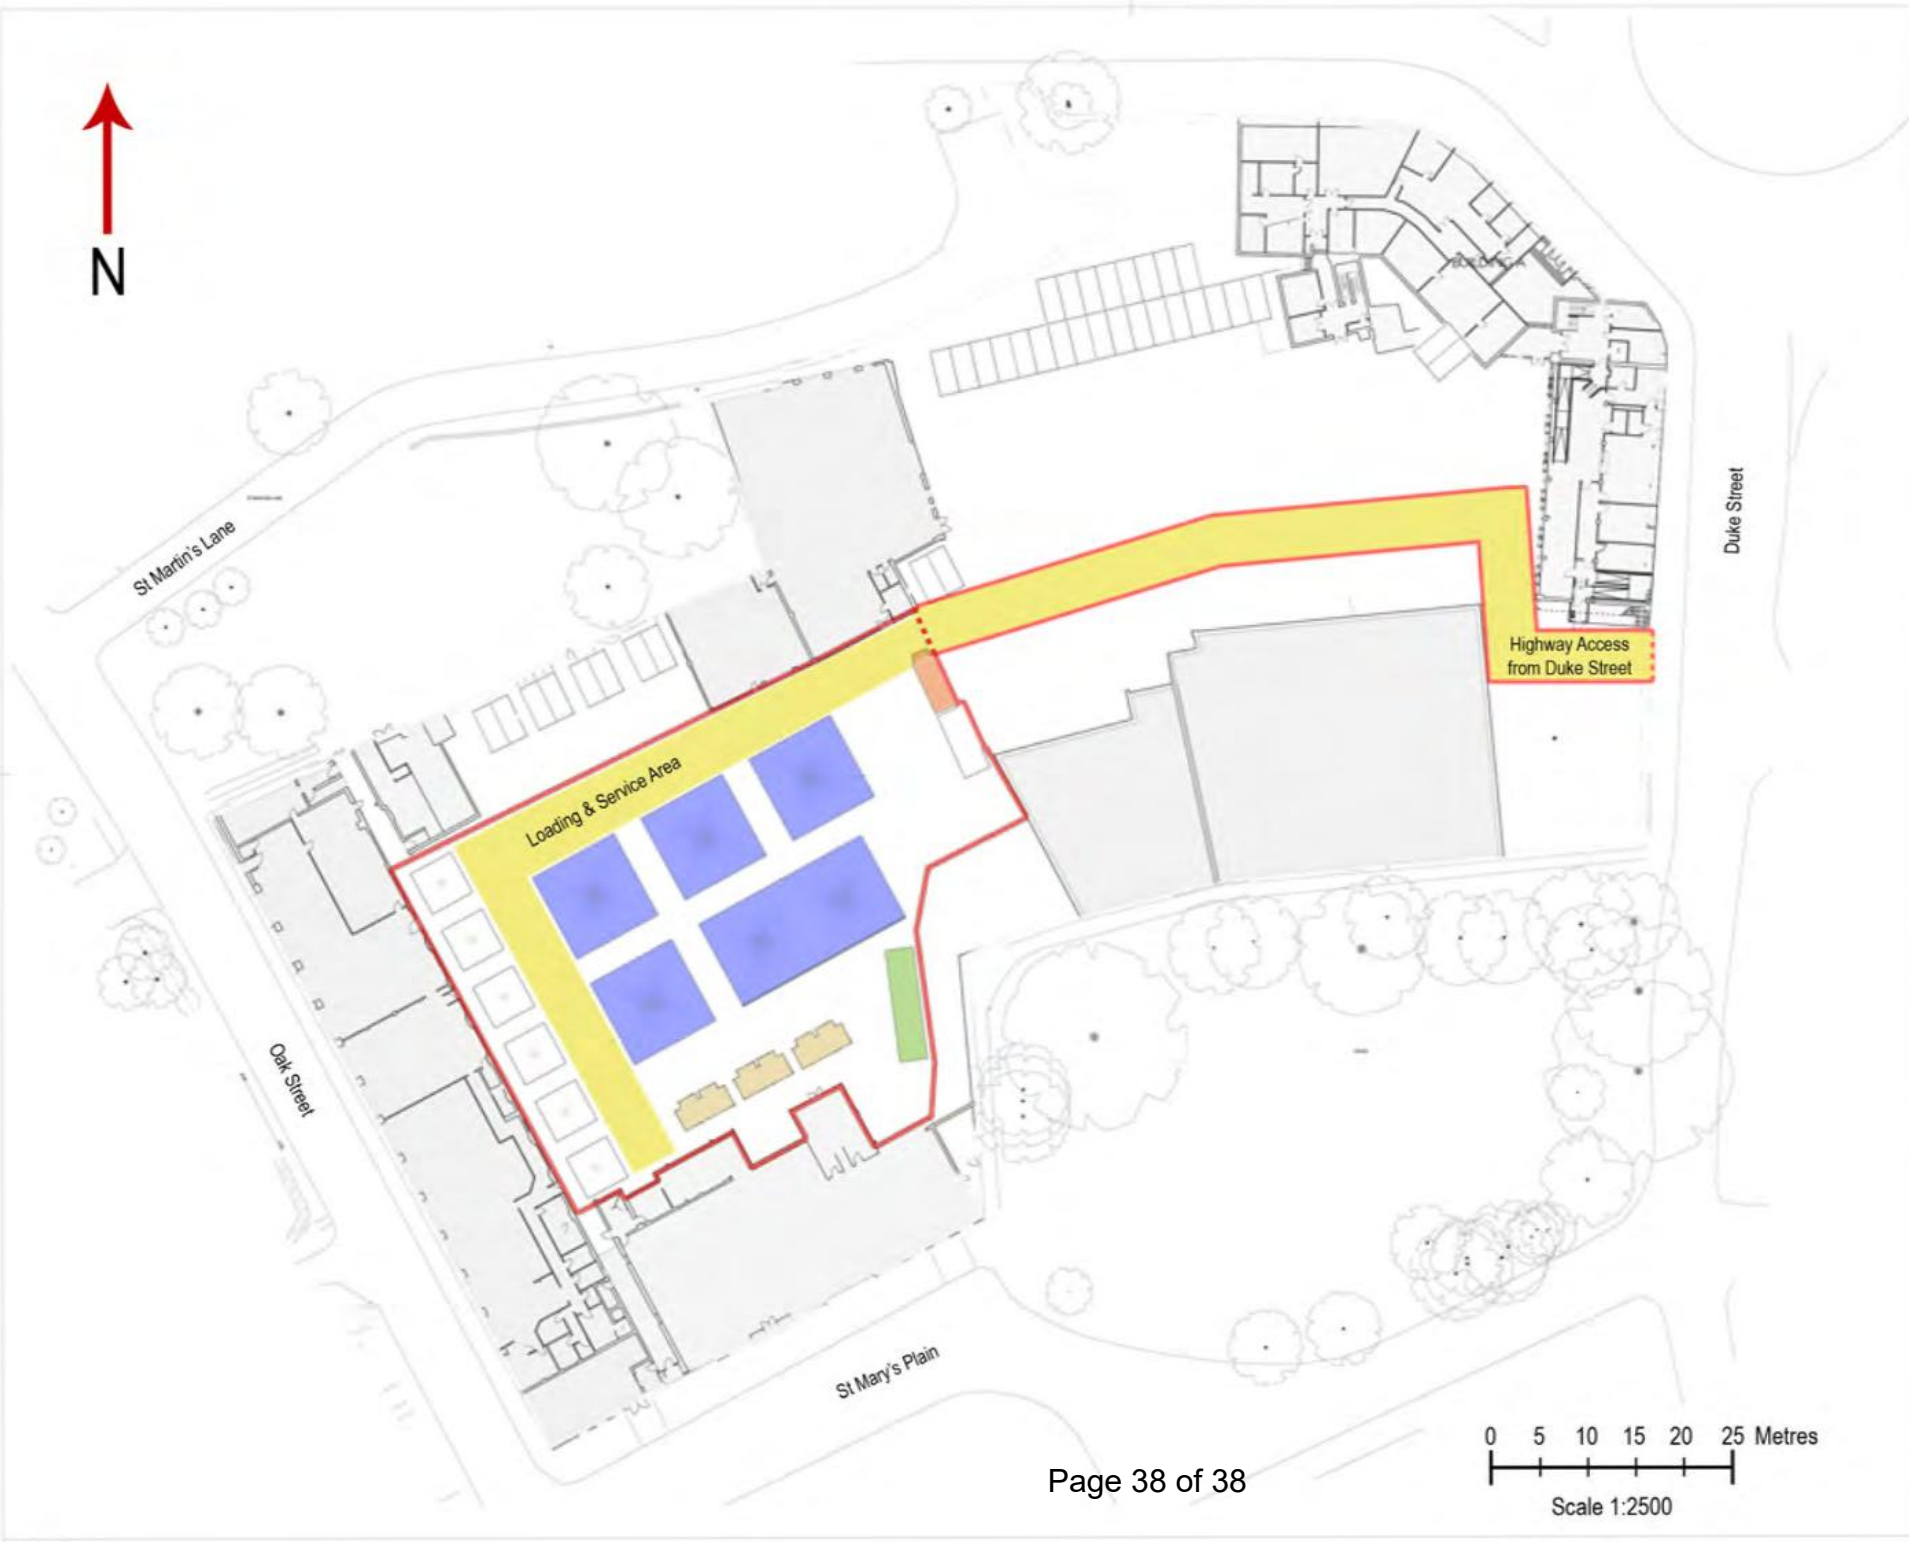 N
St Martin's Lane
Duke Street
Highway Access
from Duke Street
Loading & Service Area
Oak Street
St Mary's Plain
0 5 10 15 20 25 Metres
Scale 1:2500
Page 38 of 38